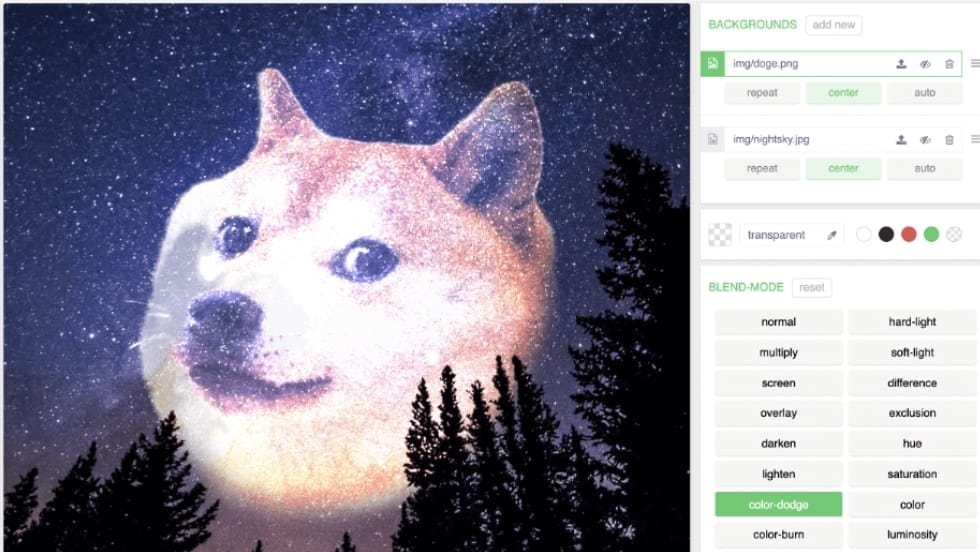 BACKGROUNDS add new
img/doge.png
repeat center auto
img/nightsky.jpg
repeat center auto
transparent
BLEND-MODE reset
normal hard-light
multiply soft-light
screen difference
overlay exclusion
darken hue
lighten saturation
color-dodge color
color-burn luminosity